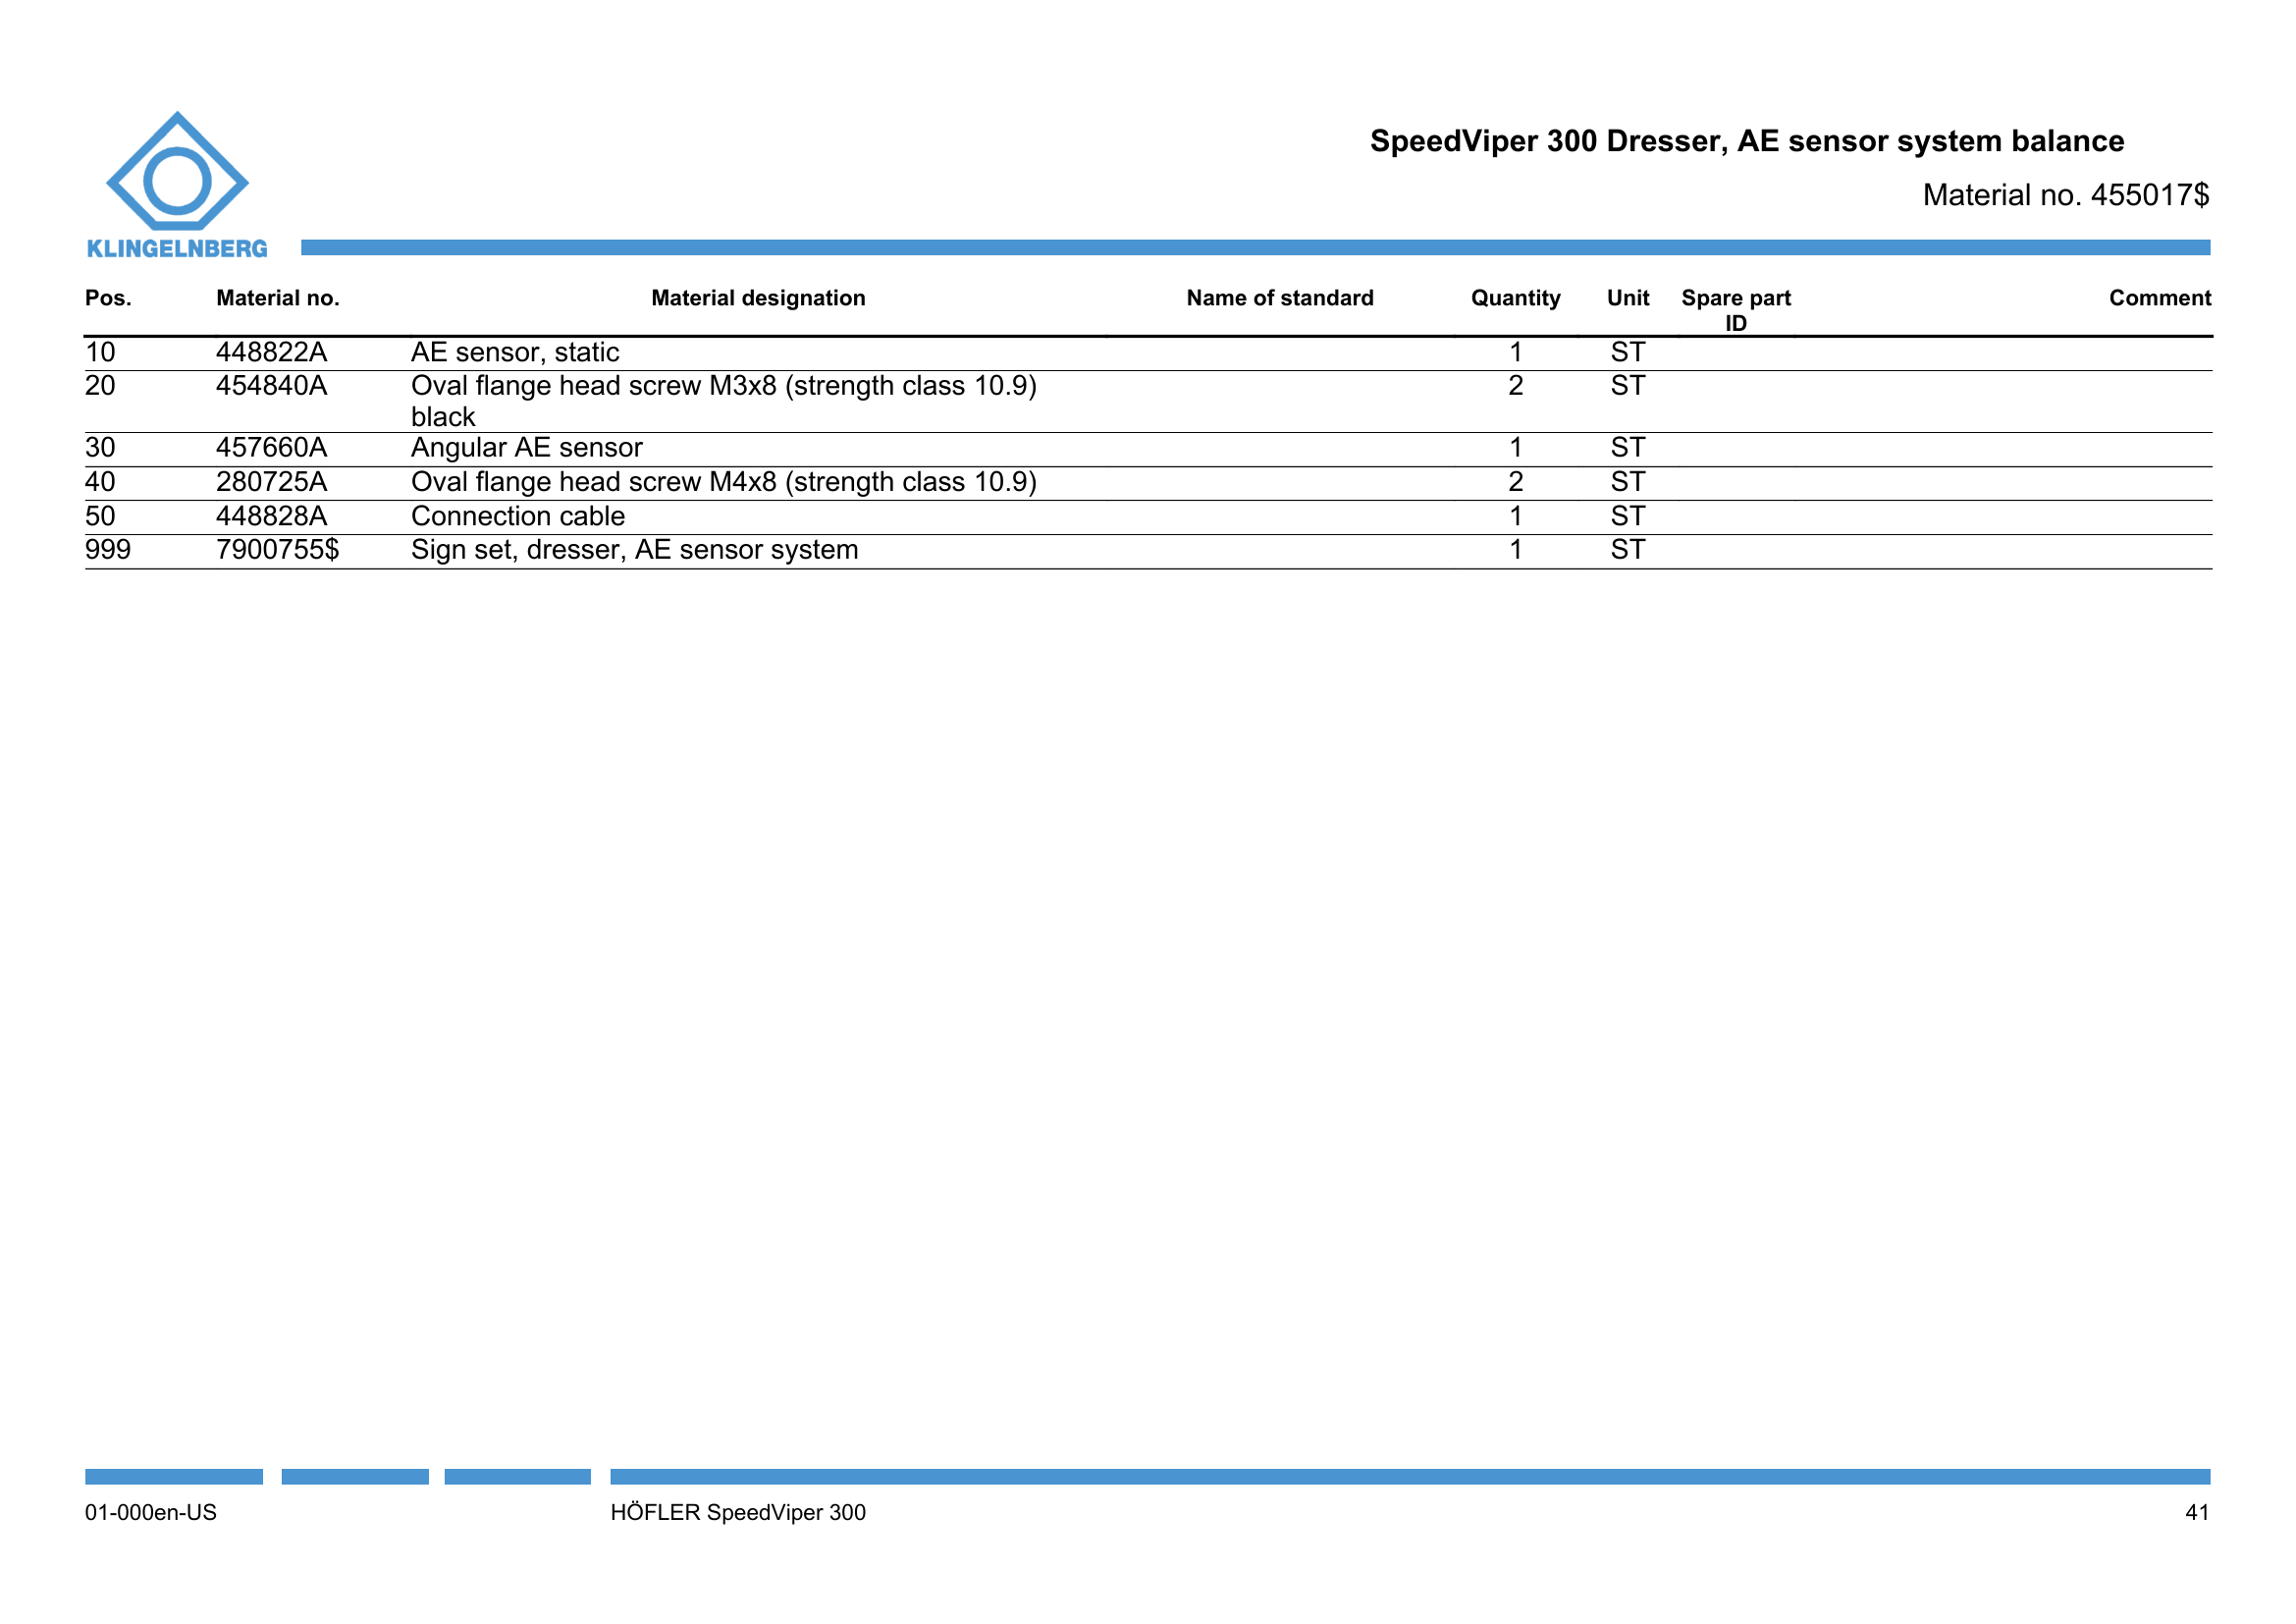 SpeedViper 300 Dresser, AE sensor system balance
Material no. 455017$
KLINGELNBERG
Pos. Material no. Material designation Name of standard Quantity Unit Spare part ID Comment
10 448822A AE sensor, static 1 ST
20 454840A Oval flange head screw M3x8 (strength class 10.9) 2 ST
black
30 457660A Angular AE sensor 1 ST
40 280725A Oval flange head screw M4x8 (strength class 10.9) 2 ST
50 448828A Connection cable 1 ST
999 7900755$ Sign set, dresser, AE sensor system 1 ST
01-000en-US HÖFLER SpeedViper 300 41